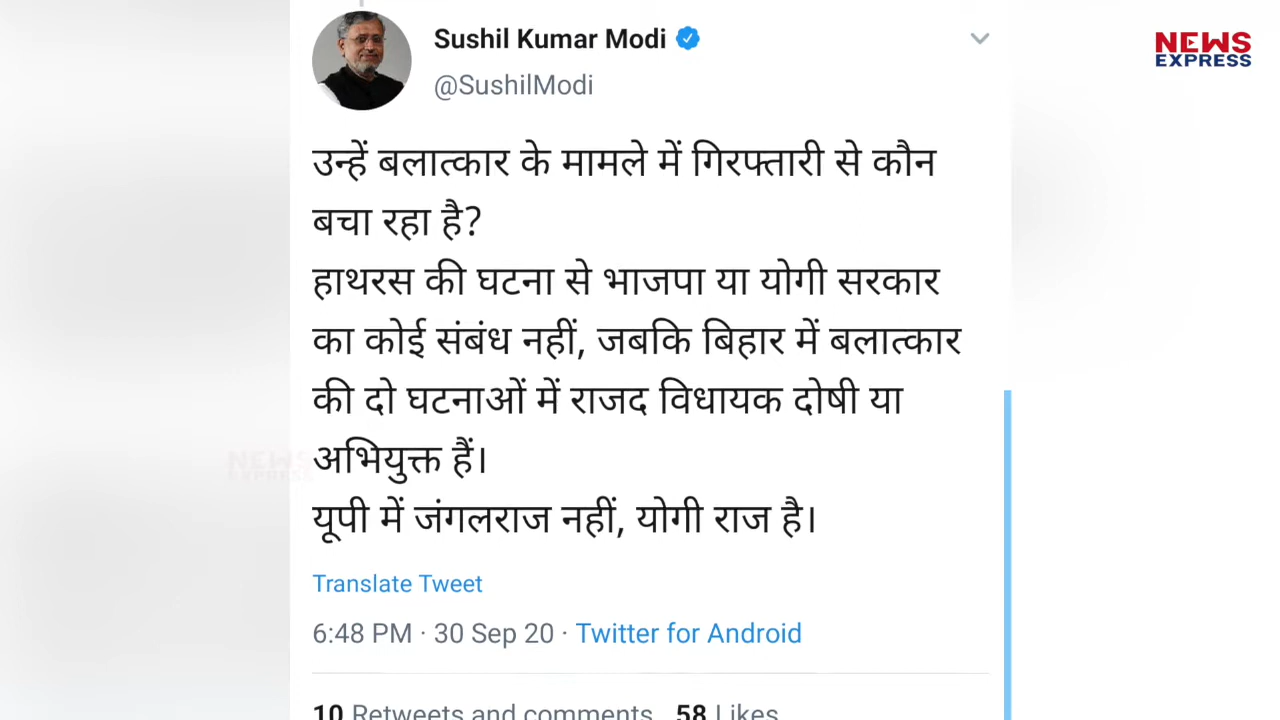 Sushil Kumar Modi
@SushilModi
NEWS
EXPRESS
उन्हें बलात्कार के मामले में गिरफ्तारी से कौन
बचा रहा है?
हाथरस की घटना से भाजपा या योगी सरकार
का कोई संबंध नहीं, जबकि बिहार में बलात्कार
की दो घटनाओं में राजद विधायक दोषी या
अभियुक्त हैं।
NEWS
EXPRESS
यूपी में जंगलराज नहीं, योगी राज है।
Translate Tweet
6:48 PM · 30 Sep 20 · Twitter for Android
10 Retweets and comments 58 Likes